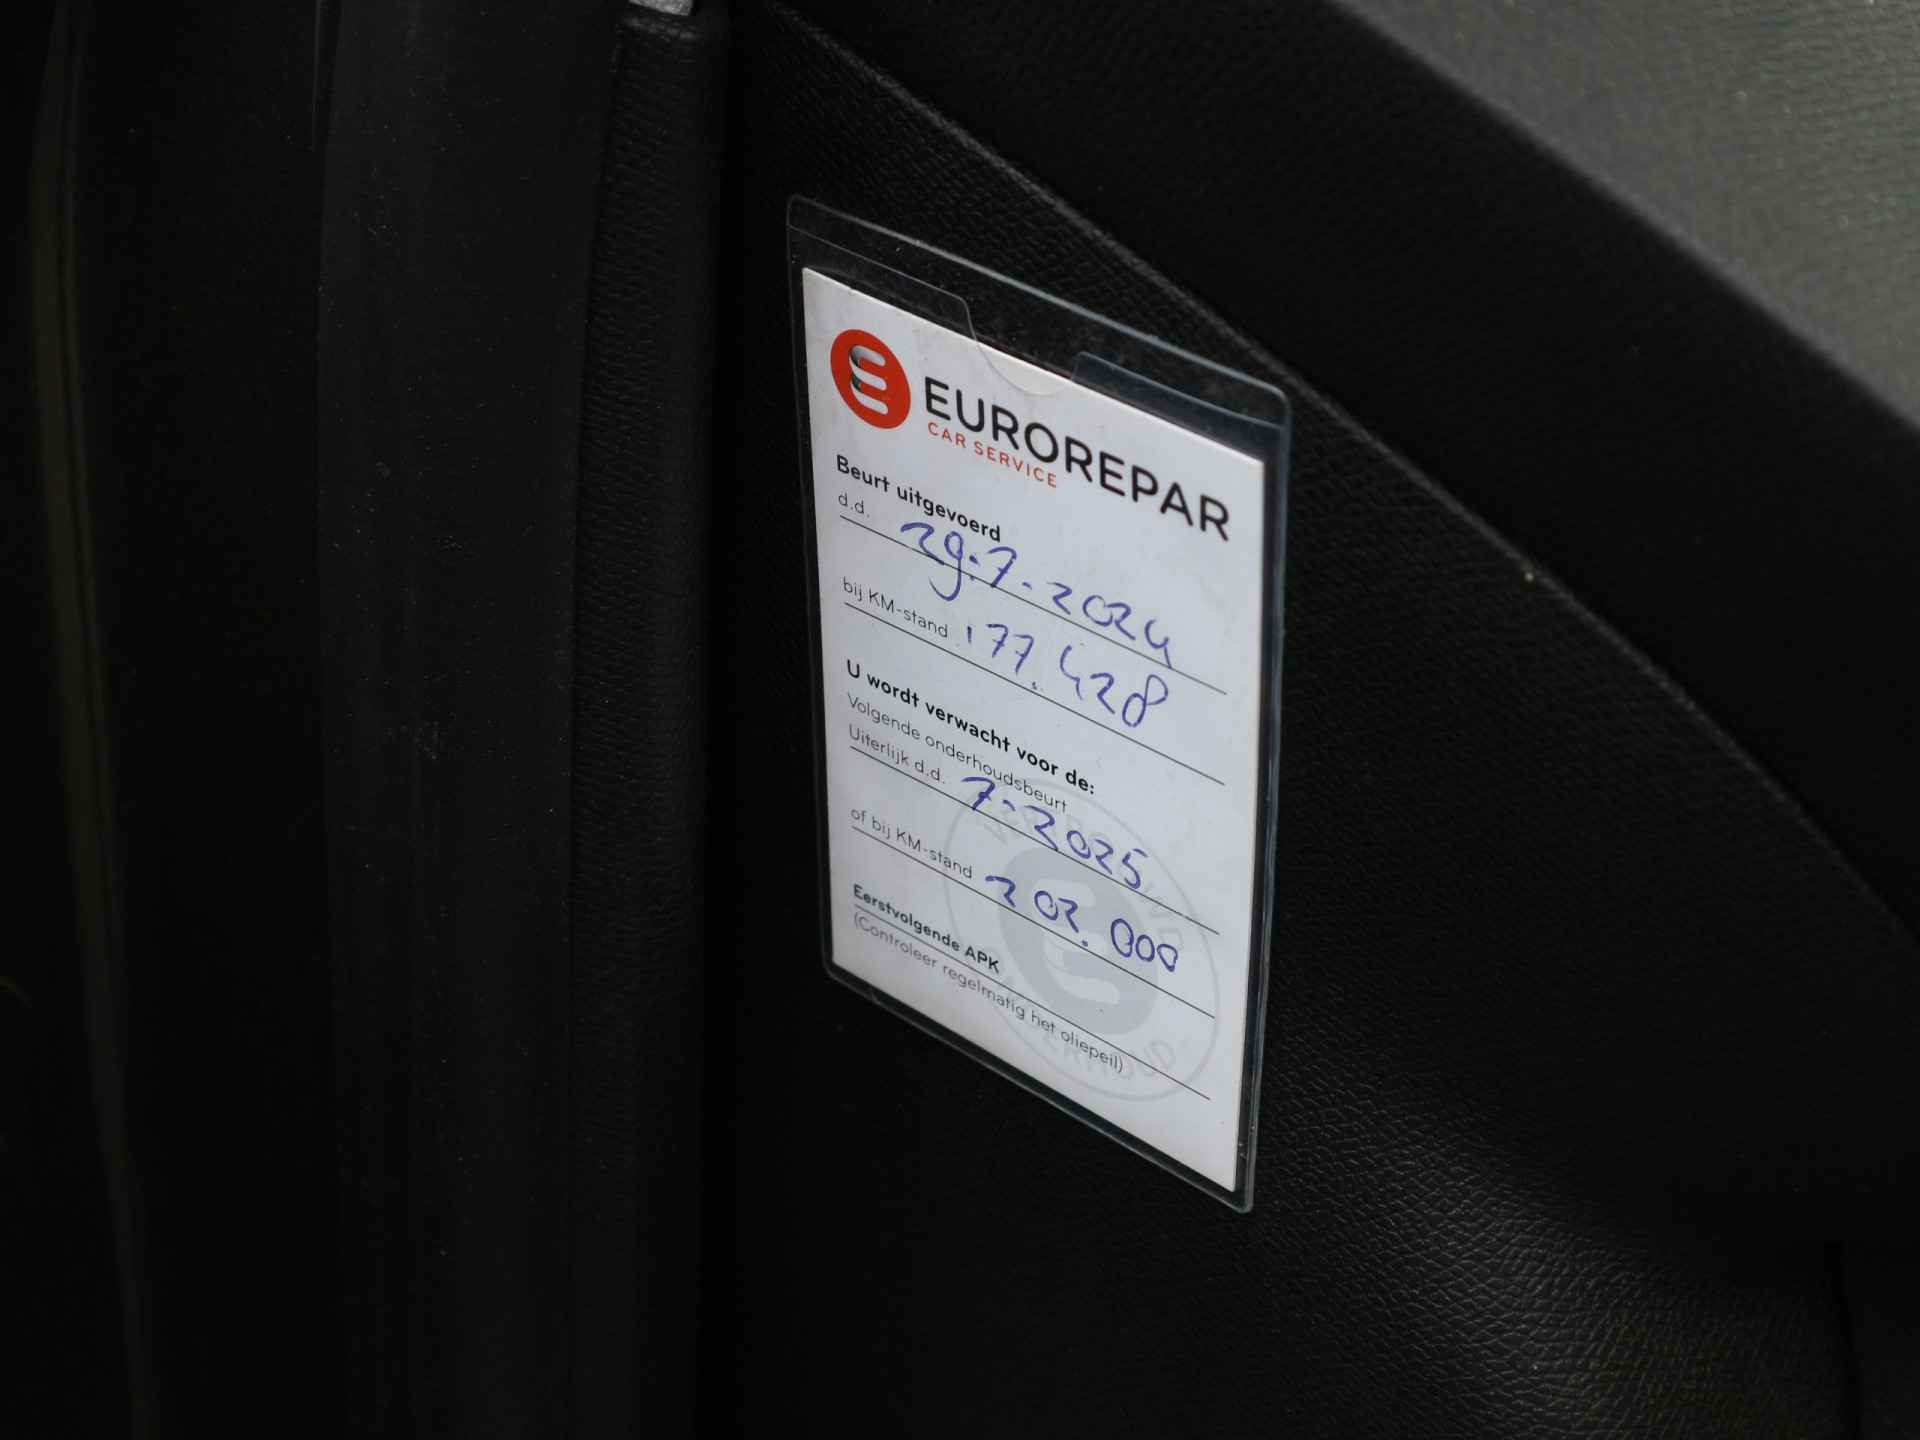 EUROREPAR
CAR SERVICE
Beurt uitgevoerd
d.d. 29.7.2024
bij KM-stand 177.428
U wordt verwacht voor de:
Volgende onderhoudsbeurt
Uiterlijk d.d. 7-2025
of bij KM-stand 202.000
Eerstvolgende APK
(Controleer regelmatig het oliepeil)